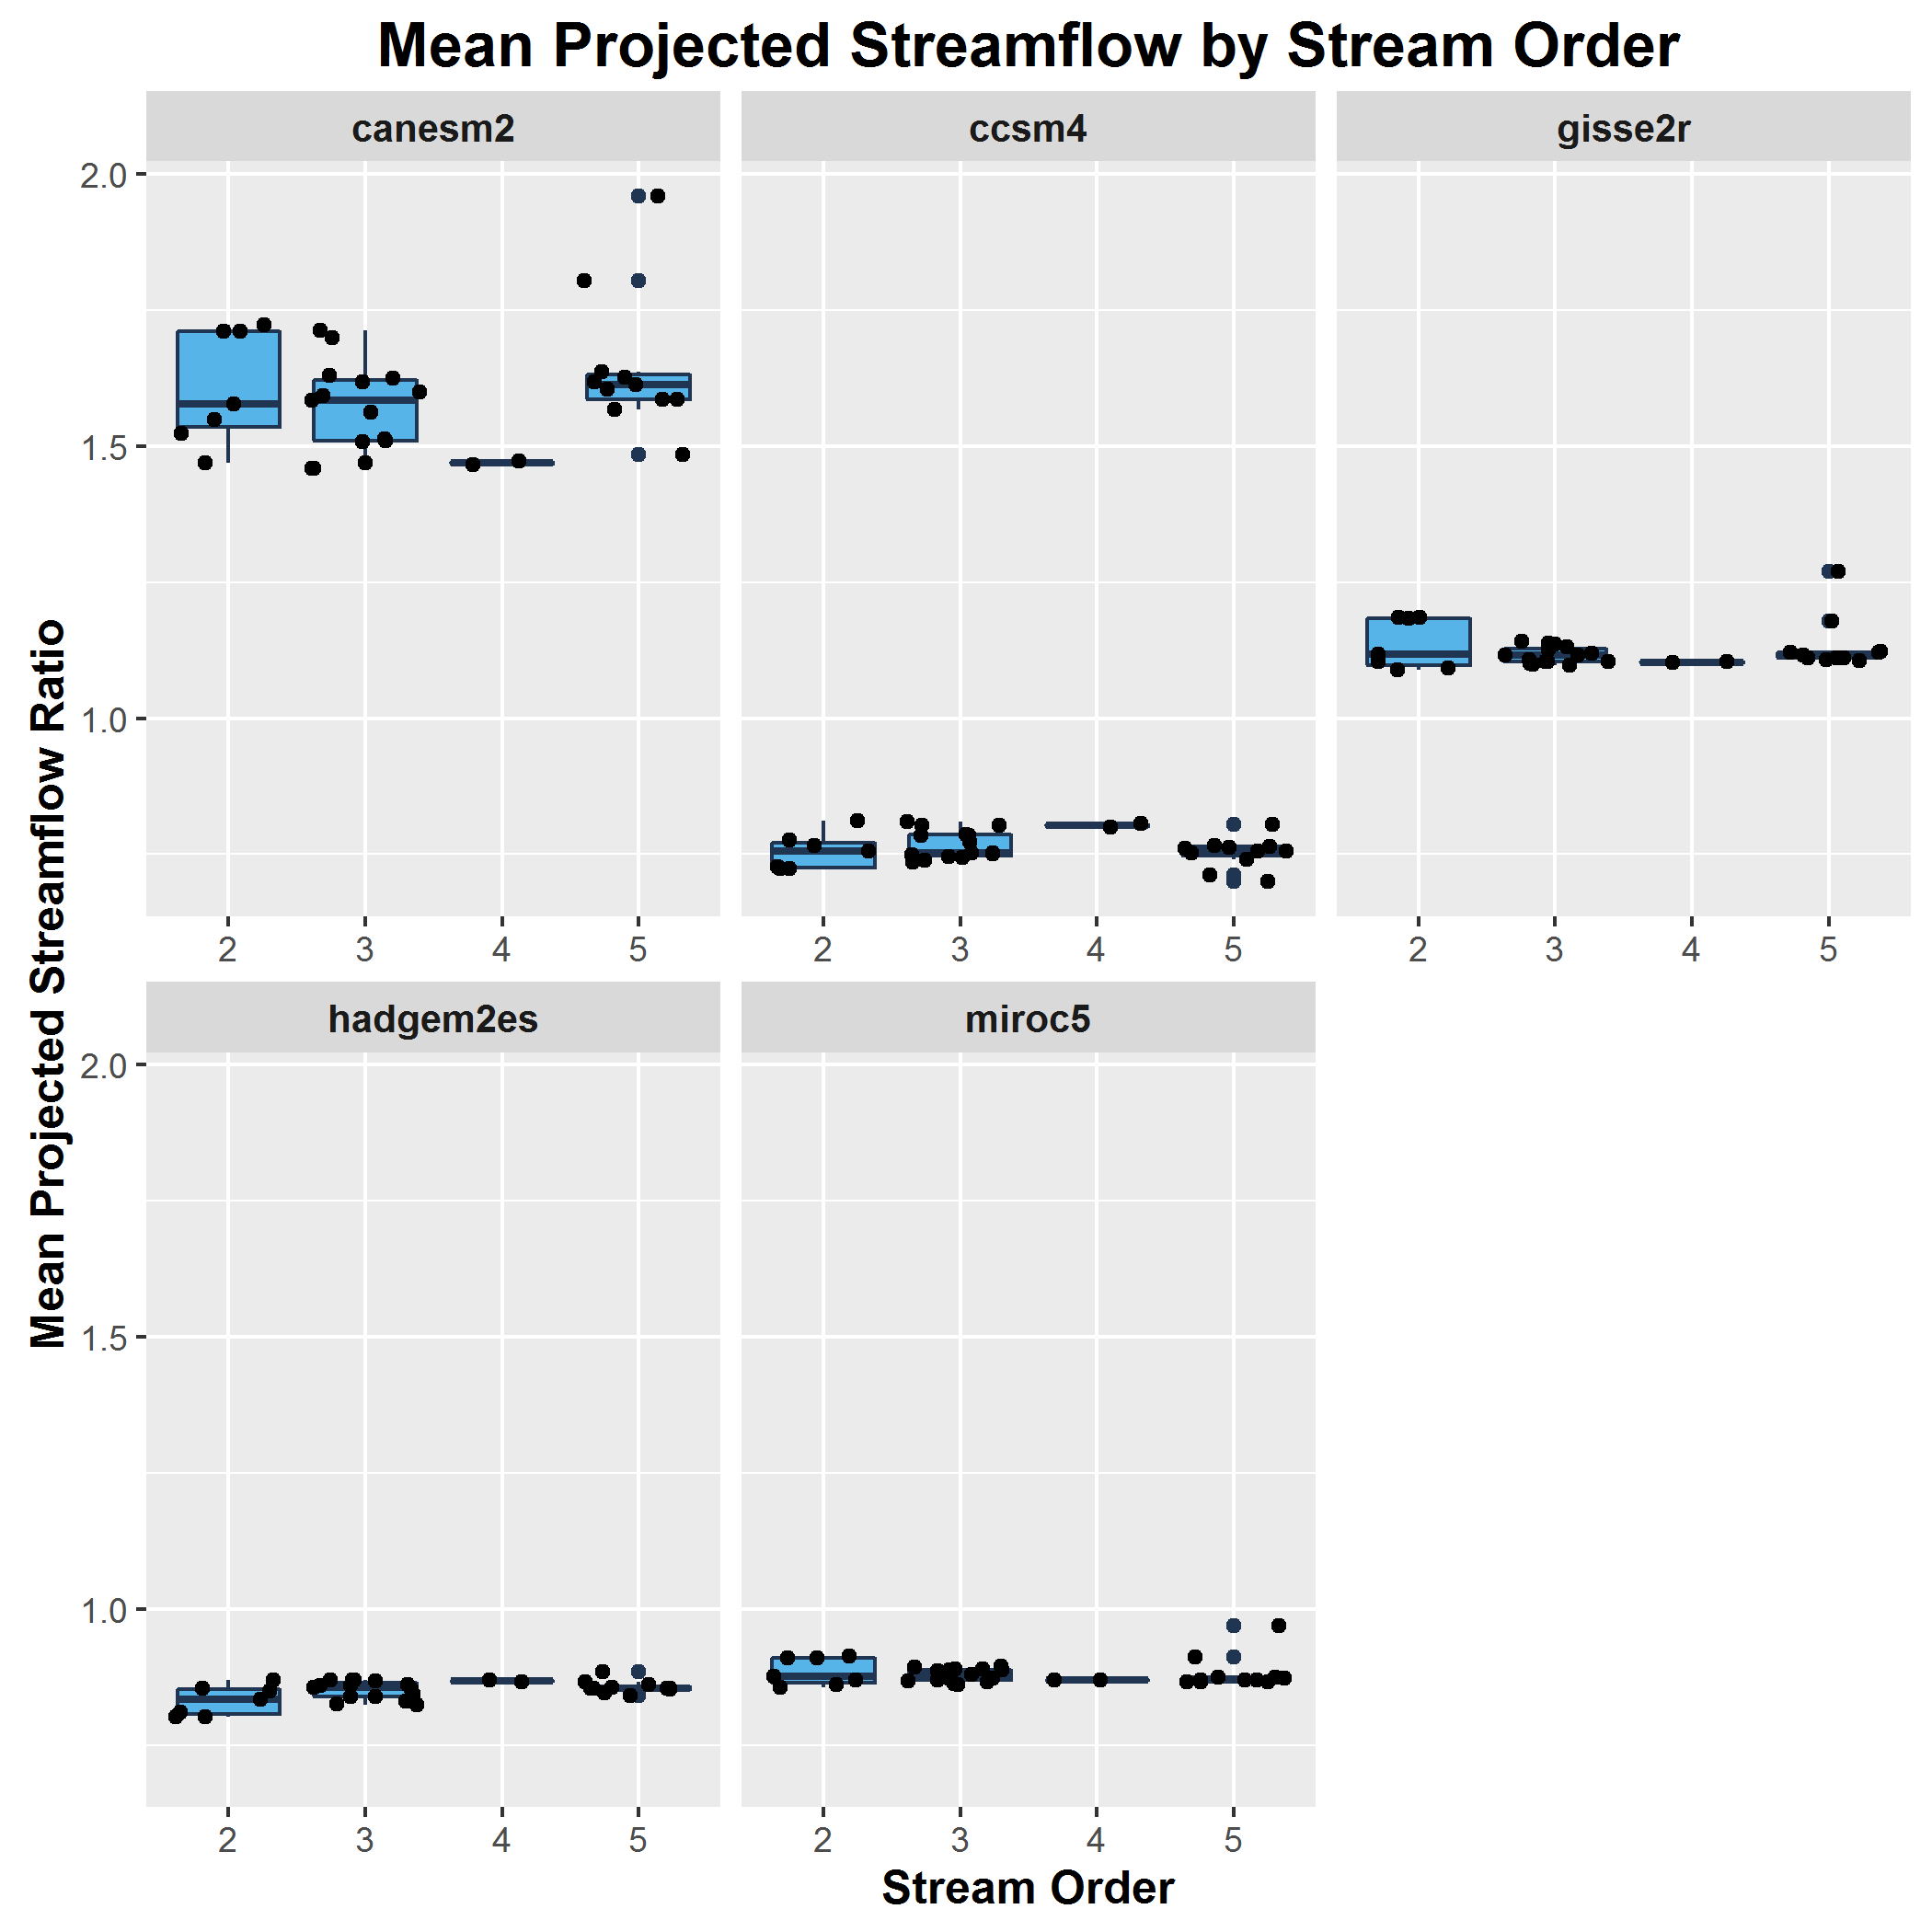 Mean Projected Streamflow by Stream Order
canesm2
ccsm4
gisse2r
2.0
1.5
1.0
2 3 4 5
2 3 4 5
2 3 4 5
Mean Projected Streamflow Ratio
hadgem2es
miroc5
2.0
1.5
1.0
2 3 4 5
2 3 4 5
Stream Order